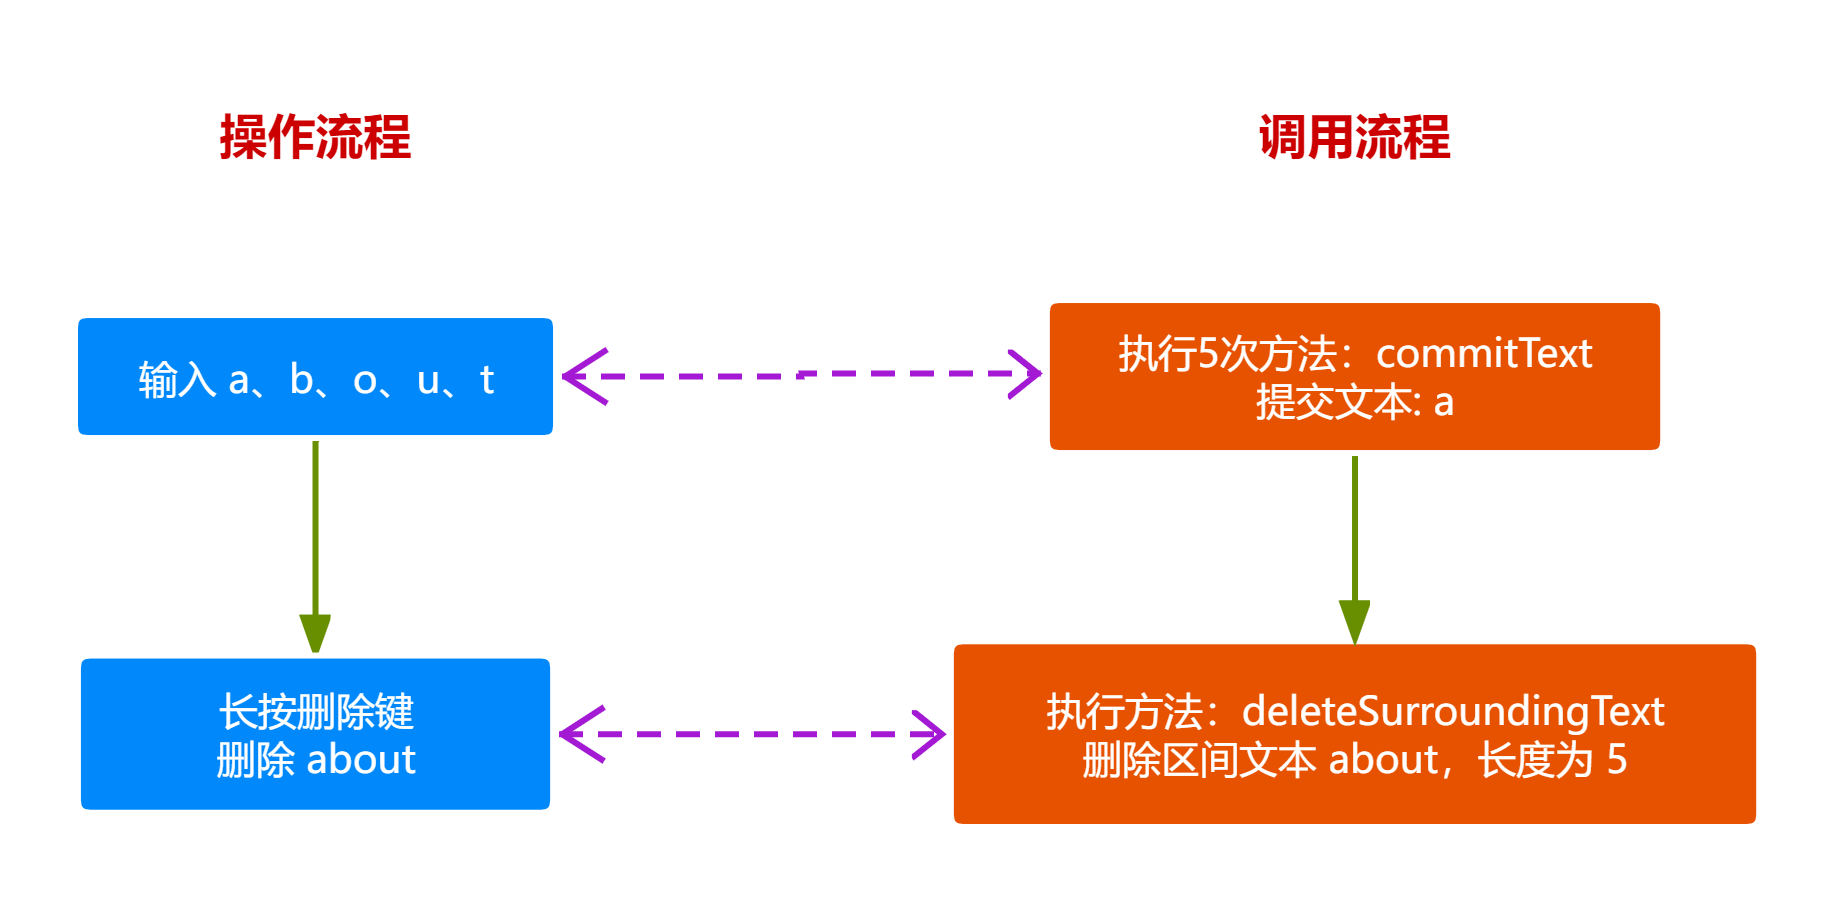 操作流程
调用流程
输入 a、b、o、u、t
执行5次方法：commitText
提交文本: a
长按删除键
删除 about
执行方法：deleteSurroundingText
删除区间文本 about，长度为 5